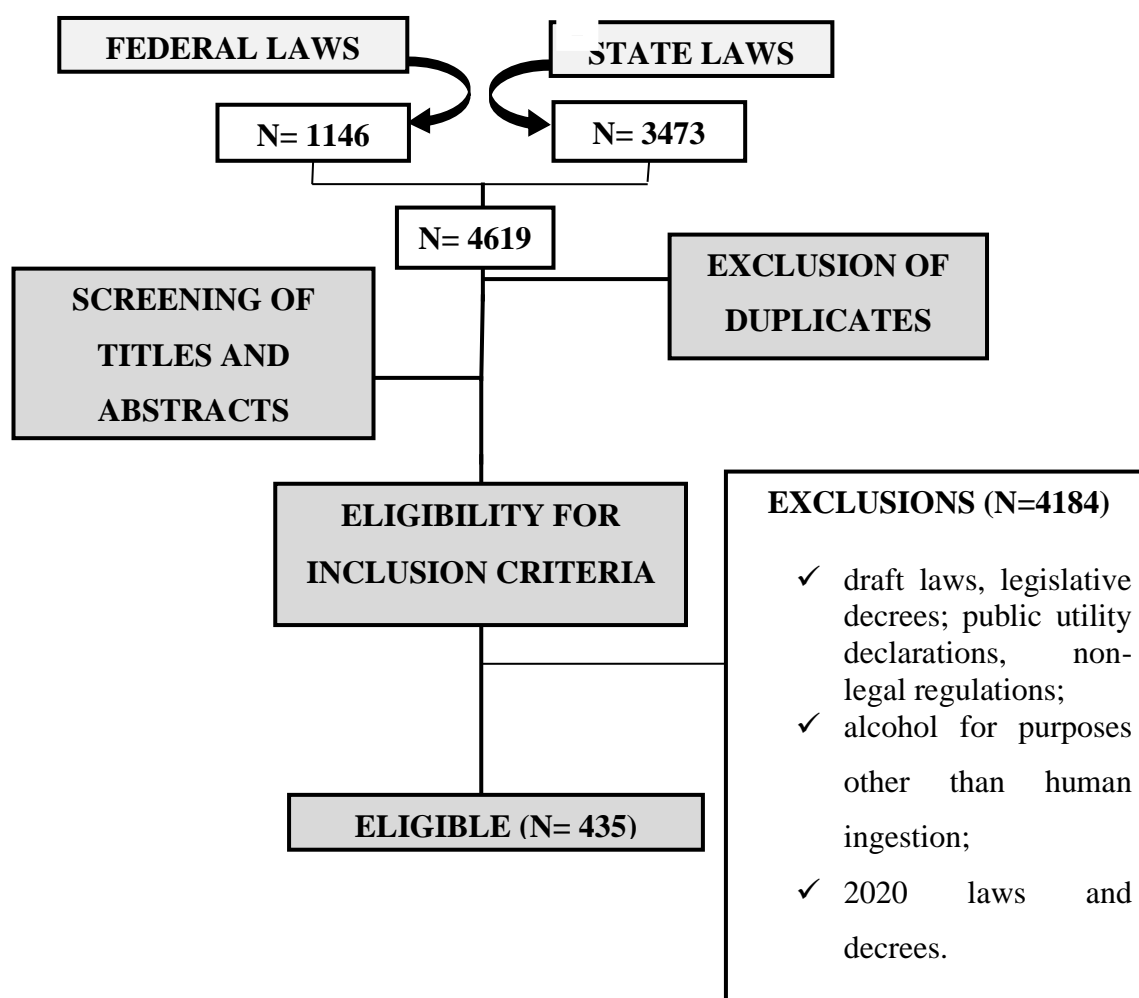 FEDERAL LAWS
STATE LAWS
N= 1146
N= 3473
N= 4619
EXCLUSION OF
DUPLICATES
SCREENING OF
TITLES AND
ABSTRACTS
ELIGIBILITY FOR
INCLUSION CRITERIA
EXCLUSIONS (N=4184)
✓ draft laws, legislative
decrees; public utility
declarations, non-
legal regulations;
✓ alcohol for purposes
other than human
ingestion;
✓ 2020 laws and
decrees.
ELIGIBLE (N= 435)